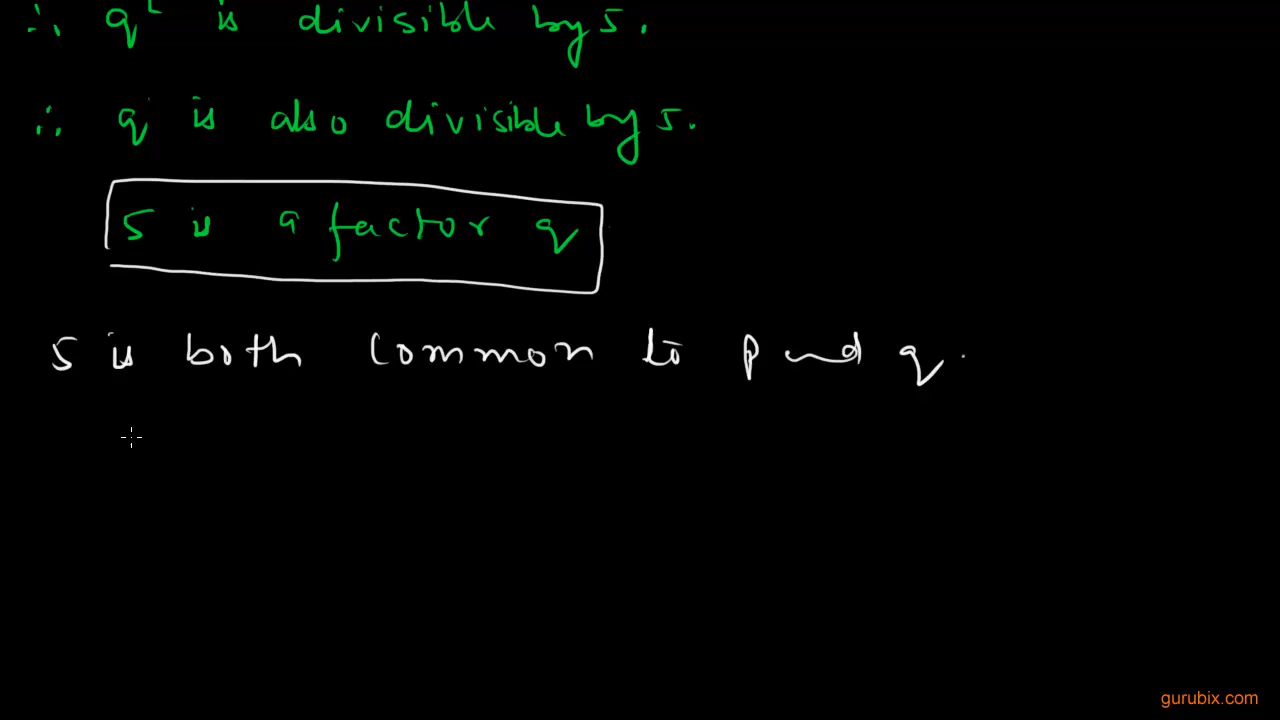 ∴ q² is divisible by 5.
∴ q is also divisible by 5.
5 is a factor q
5 is both common to p and q.
gurubix.com